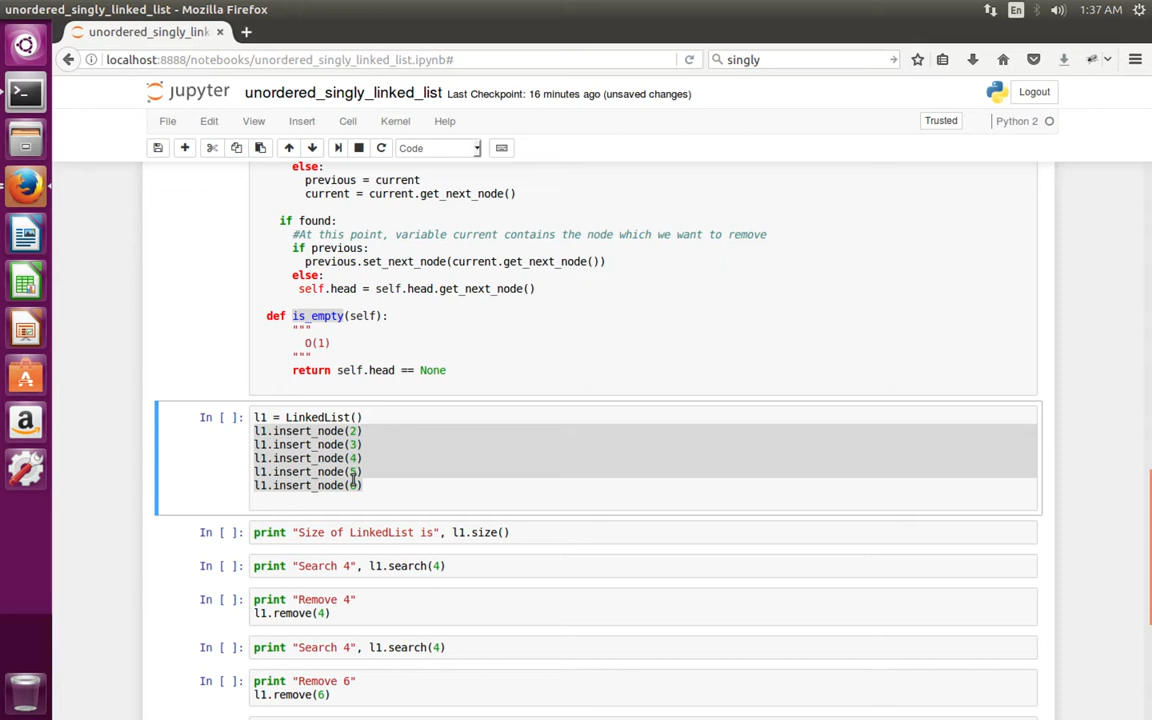 unordered_singly_linked_list - Mozilla Firefox
En
1:37 AM
unordered_singly_link
localhost:8888/notebooks/unordered_singly_linked_list.ipynb#
singly
jupyter unordered_singly_linked_list Last Checkpoint: 16 minutes ago (unsaved changes)
Logout
File Edit View Insert Cell Kernel Help
Trusted
Python 2
Code
else:
previous = current
current = current.get_next_node()
if found:
#At this point, variable current contains the node which we want to remove
if previous:
previous.set_next_node(current.get_next_node())
else:
self.head = self.head.get_next_node()
def is_empty(self):
"""
O(1)
"""
return self.head == None
In [ ]: l1 = LinkedList()
l1.insert_node(2)
l1.insert_node(3)
l1.insert_node(4)
l1.insert_node(5)
l1.insert_node(
In [ ]: print "Size of LinkedList is", l1.size()
In [ ]: print "Search 4", l1.search(4)
In [ ]: print "Remove 4"
l1.remove(4)
In [ ]: print "Search 4", l1.search(4)
In [ ]: print "Remove 6"
l1.remove(6)